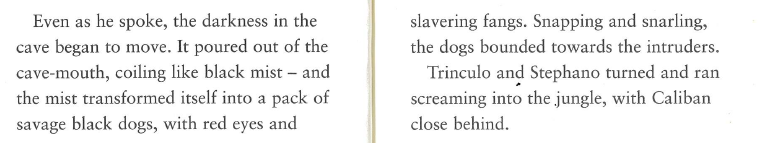 Even as he spoke, the darkness in the
cave began to move. It poured out of the
cave-mouth, coiling like black mist – and
the mist transformed itself into a pack of
savage black dogs, with red eyes and
slavering fangs. Snapping and snarling,
the dogs bounded towards the intruders.
Trinculo and Stephano turned and ran
screaming into the jungle, with Caliban
close behind.